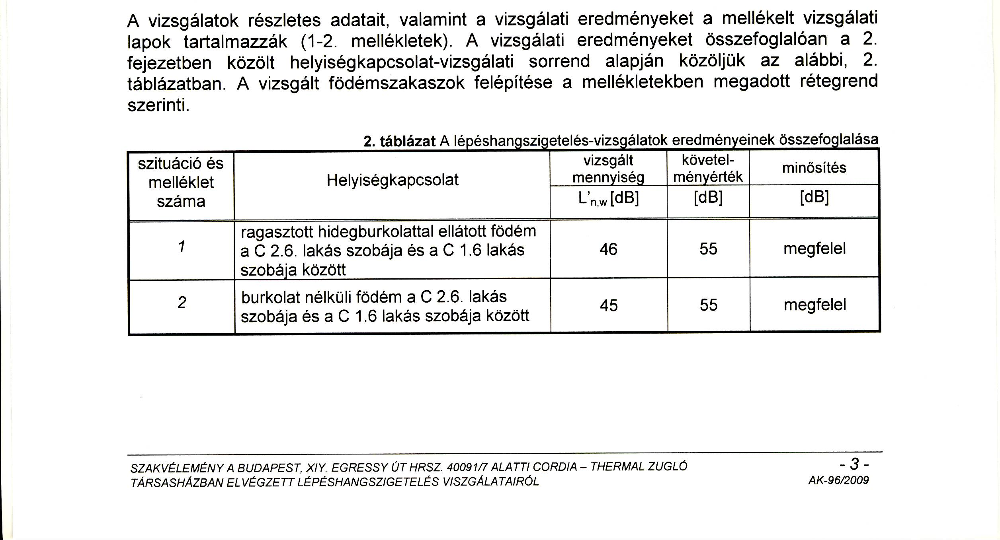 A vizsgálatok részletes adatait, valamint a vizsgálati eredményeket a mellékelt vizsgálati
lapok tartalmazzák (1-2. mellékletek). A vizsgálati eredményeket összefoglalóan a 2.
fejezetben közölt helyiségkapcsolat-vizsgálati sorrend alapján közöljük az alábbi, 2.
táblázatban. A vizsgált födémszakaszok felépítése a mellékletekben megadott rétegrend
szerinti.
2. táblázat A lépéshangszigetelés-vizsgálatok eredményeinek összefoglalása
szituáció és
melléklet
száma
Helyiségkapcsolat
vizsgált
mennyiség
L'n,w [dB]
követel-
ményérték
[dB]
minősítés
[dB]
1
ragasztott hidegburkolattal ellátott födém
a C 2.6. lakás szobája és a C 1.6 lakás
szobája között
46
55
megfelel
2
burkolat nélküli födém a C 2.6. lakás
szobája és a C 1.6 lakás szobája között
45
55
megfelel
SZAKVÉLEMÉNY A BUDAPEST, XIY. EGRESSY ÚT HRSZ. 40091/7 ALATTI CORDIA – THERMAL ZUGLÓ
TÁRSASHÁZBAN ELVÉGZETT LÉPÉSHANGSZIGETELÉS VISZGÁLATAIRÓL
- 3 -
AK-96/2009